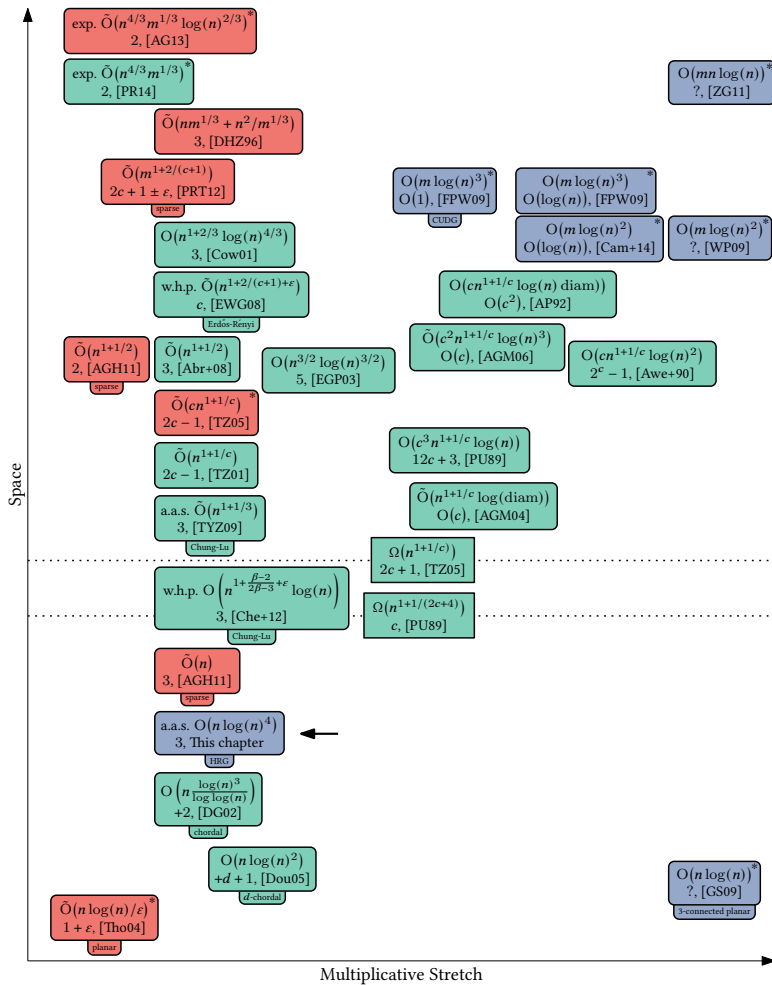 exp. Õ(n^{4/3}m^{1/3} log(n)^{2/3})*
2, [AG13]
exp. Õ(n^{4/3}m^{1/3})*
2, [PR14]
O(mn log(n))*
?, [ZG11]
Õ(nm^{1/3} + n^2/m^{1/3})
3, [DHZ96]
Õ(m^{1+2/(c+1)})
2c + 1 ± ε, [PRT12]
sparse
O(m log(n)^3)*
O(1), [FPW09]
CUDG
O(m log(n)^3)*
O(log(n)), [FPW09]
O(m log(n)^2)*
O(log(n)), [Cam+14]
O(m log(n)^2)*
?, [WP09]
O(n^{1+2/3} log(n)^{4/3})
3, [Cow01]
w.h.p. Õ(n^{1+2/(c+1)+ε})
c, [EWG08]
Erdős-Rényi
O(cn^{1+1/c} log(n) diam))
O(c^2), [AP92]
Õ(n^{1+1/2})
2, [AGH11]
sparse
Õ(n^{1+1/2})
3, [Abr+08]
O(n^{3/2} log(n)^{3/2})
5, [EGP03]
Õ(c^2n^{1+1/c} log(n)^3)
O(c), [AGM06]
O(cn^{1+1/c} log(n)^2)
2^c − 1, [Awe+90]
Õ(cn^{1+1/c})*
2c − 1, [TZ05]
Õ(n^{1+1/c})
2c − 1, [TZ01]
O(c^3n^{1+1/c} log(n))
12c + 3, [PU89]
Space
a.a.s. Õ(n^{1+1/3})
3, [TYZ09]
Chung-Lu
Õ(n^{1+1/c} log(diam))
O(c), [AGM04]
Ω(n^{1+1/c})
2c + 1, [TZ05]
w.h.p. O(n^{1+\frac{β−2}{2β−3}+ε} log(n))
3, [Che+12]
Chung-Lu
Ω(n^{1+1/(2c+4)})
c, [PU89]
Õ(n)
3, [AGH11]
sparse
a.a.s. O(n log(n)^4)
3, This chapter
HRG
O(n \frac{log(n)^3}{log log(n)})
+2, [DG02]
chordal
O(n log(n)^2)
+d + 1, [Dou05]
d-chordal
O(n log(n))*
?, [GS09]
3-connected planar
Õ(n log(n)/ε)*
1 + ε, [Tho04]
planar
Multiplicative Stretch